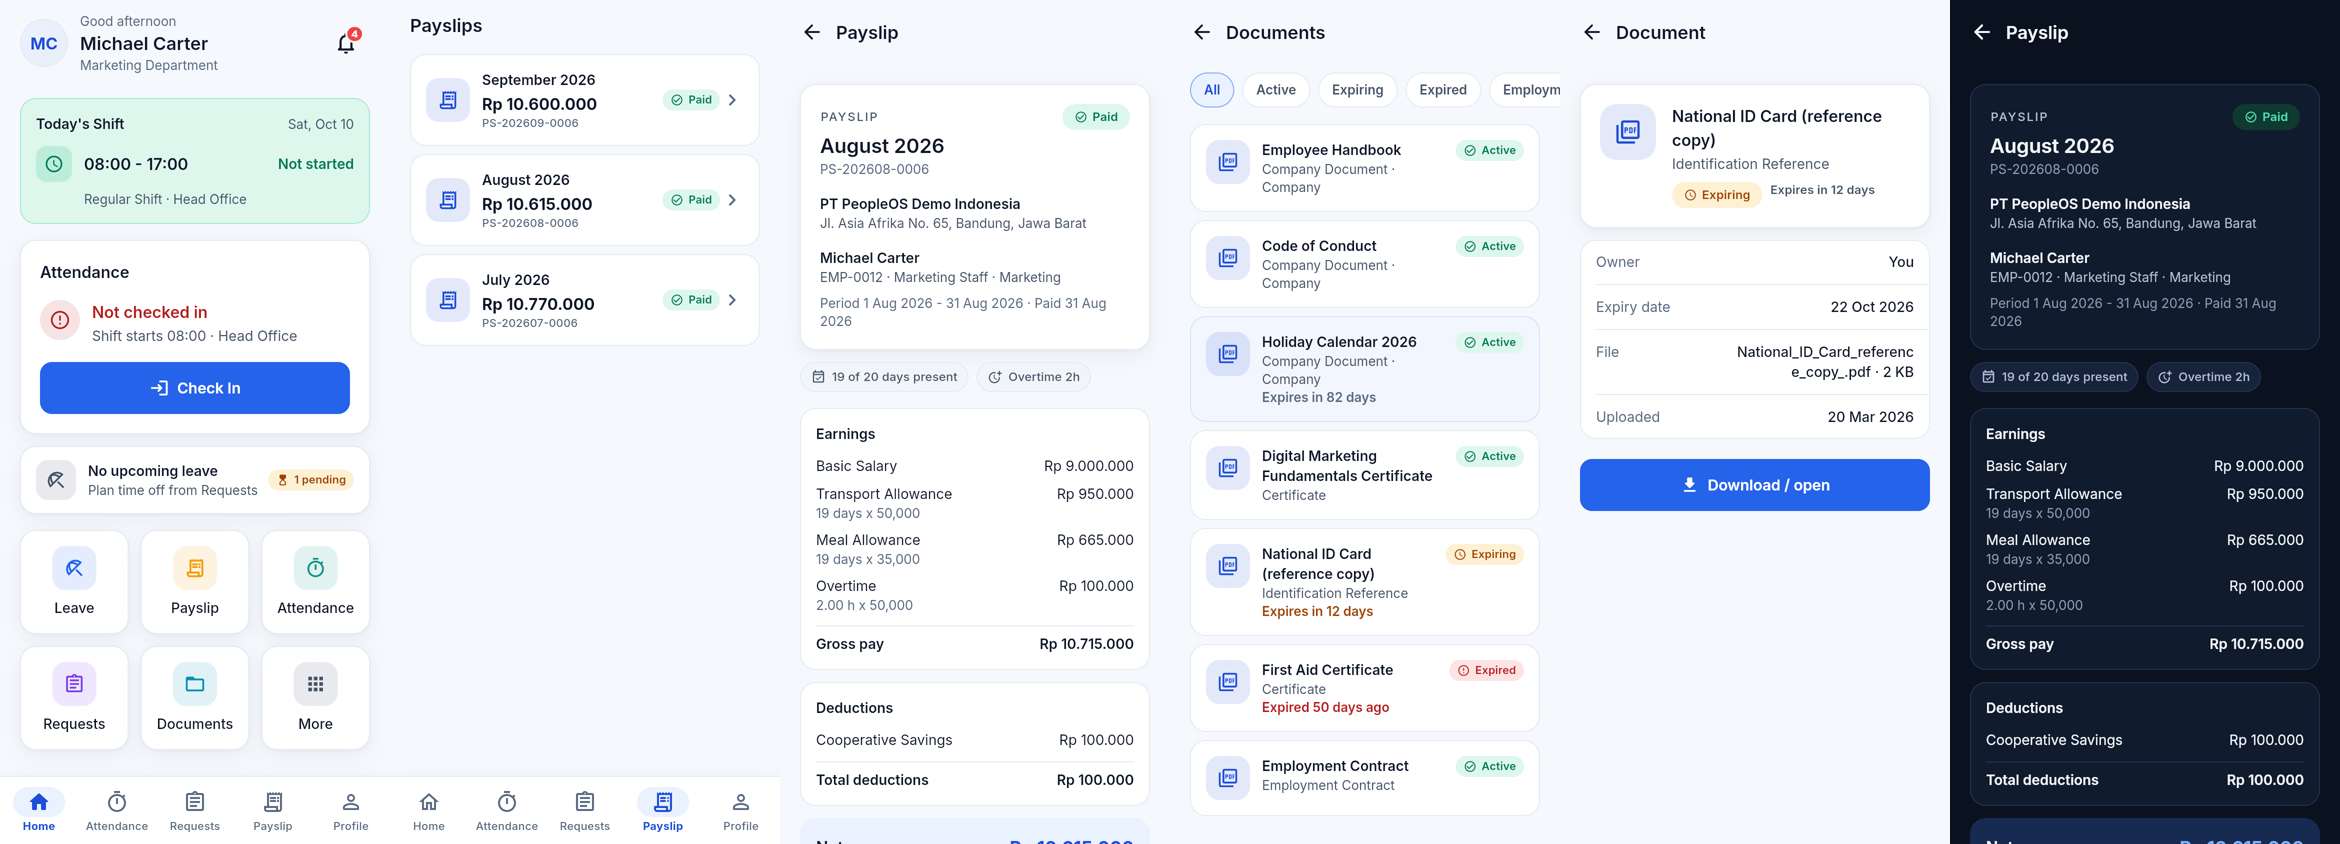 Good afternoon
MC
Michael Carter
4
Marketing Department
Today's Shift
Sat, Oct 10
08:00 - 17:00
Not started
Regular Shift · Head Office
Attendance
Not checked in
Shift starts 08:00 · Head Office
Check In
No upcoming leave
Plan time off from Requests
1 pending
Leave
Payslip
Attendance
Requests
Documents
More
Home
Attendance
Requests
Payslip
Profile
Payslips
September 2026
Rp 10.600.000
PS-202609-0006
Paid
August 2026
Rp 10.615.000
PS-202608-0006
Paid
July 2026
Rp 10.770.000
PS-202607-0006
Paid
Home
Attendance
Requests
Payslip
Profile
Payslip
PAYSLIP
Paid
August 2026
PS-202608-0006
PT PeopleOS Demo Indonesia
Jl. Asia Afrika No. 65, Bandung, Jawa Barat
Michael Carter
EMP-0012 · Marketing Staff · Marketing
Period 1 Aug 2026 - 31 Aug 2026 · Paid 31 Aug
2026
19 of 20 days present
Overtime 2h
Earnings
Basic Salary
Rp 9.000.000
Transport Allowance
Rp 950.000
19 days x 50,000
Meal Allowance
Rp 665.000
19 days x 35,000
Overtime
Rp 100.000
2.00 h x 50,000
Gross pay
Rp 10.715.000
Deductions
Cooperative Savings
Rp 100.000
Total deductions
Rp 100.000
Documents
All
Active
Expiring
Expired
Employm
Employee Handbook
Company Document ·
Company
Active
Code of Conduct
Company Document ·
Company
Active
Holiday Calendar 2026
Company Document ·
Company
Expires in 82 days
Active
Digital Marketing
Fundamentals Certificate
Certificate
Active
National ID Card
(reference copy)
Identification Reference
Expires in 12 days
Expiring
First Aid Certificate
Certificate
Expired 50 days ago
Expired
Employment Contract
Employment Contract
Active
Document
PDF
National ID Card (reference
copy)
Identification Reference
Expiring
Expires in 12 days
Owner
You
Expiry date
22 Oct 2026
File
National_ID_Card_referenc
e_copy_.pdf · 2 KB
Uploaded
20 Mar 2026
Download / open
Payslip
PAYSLIP
Paid
August 2026
PS-202608-0006
PT PeopleOS Demo Indonesia
Jl. Asia Afrika No. 65, Bandung, Jawa Barat
Michael Carter
EMP-0012 · Marketing Staff · Marketing
Period 1 Aug 2026 - 31 Aug 2026 · Paid 31 Aug
2026
19 of 20 days present
Overtime 2h
Earnings
Basic Salary
Rp 9.000.000
Transport Allowance
Rp 950.000
19 days x 50,000
Meal Allowance
Rp 665.000
19 days x 35,000
Overtime
Rp 100.000
2.00 h x 50,000
Gross pay
Rp 10.715.000
Deductions
Cooperative Savings
Rp 100.000
Total deductions
Rp 100.000